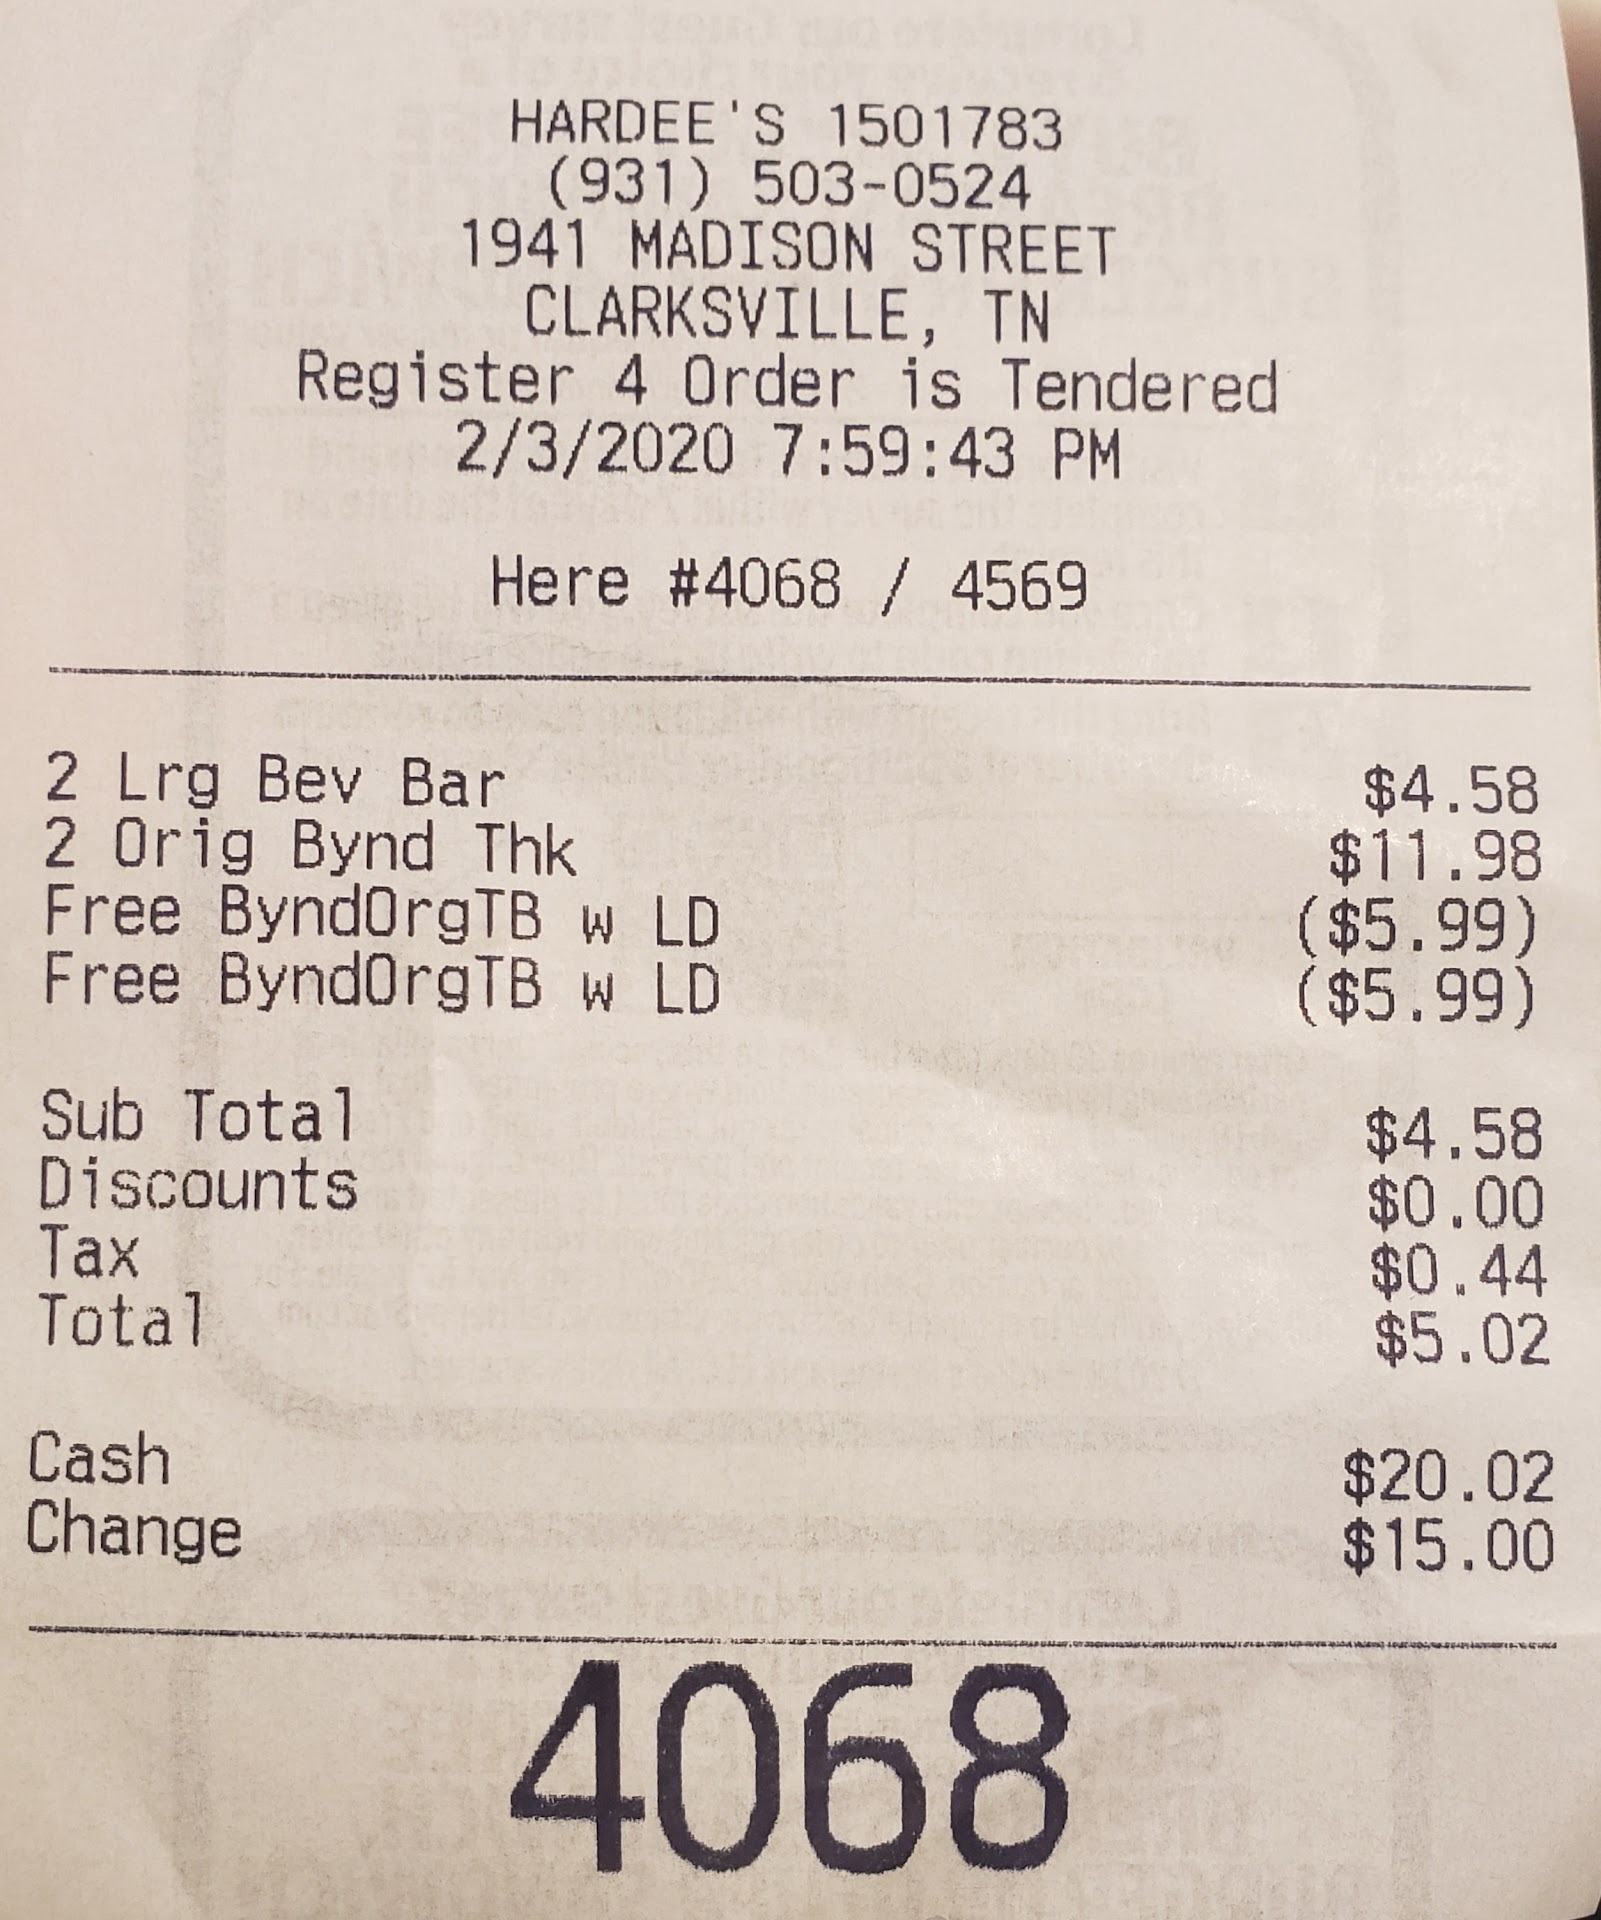 HARDEE'S 1501783
(931) 503-0524
1941 MADISON STREET
CLARKSVILLE, TN
Register 4 Order is Tendered
2/3/2020 7:59:43 PM
Here #4068 / 4569
2 Lrg Bev Bar $4.58
2 Orig Bynd Thk $11.98
Free ByndOrgTB w LD ($5.99)
Free ByndOrgTB w LD ($5.99)
Sub Total $4.58
Discounts $0.00
Tax $0.44
Total $5.02
Cash $20.02
Change $15.00
4068